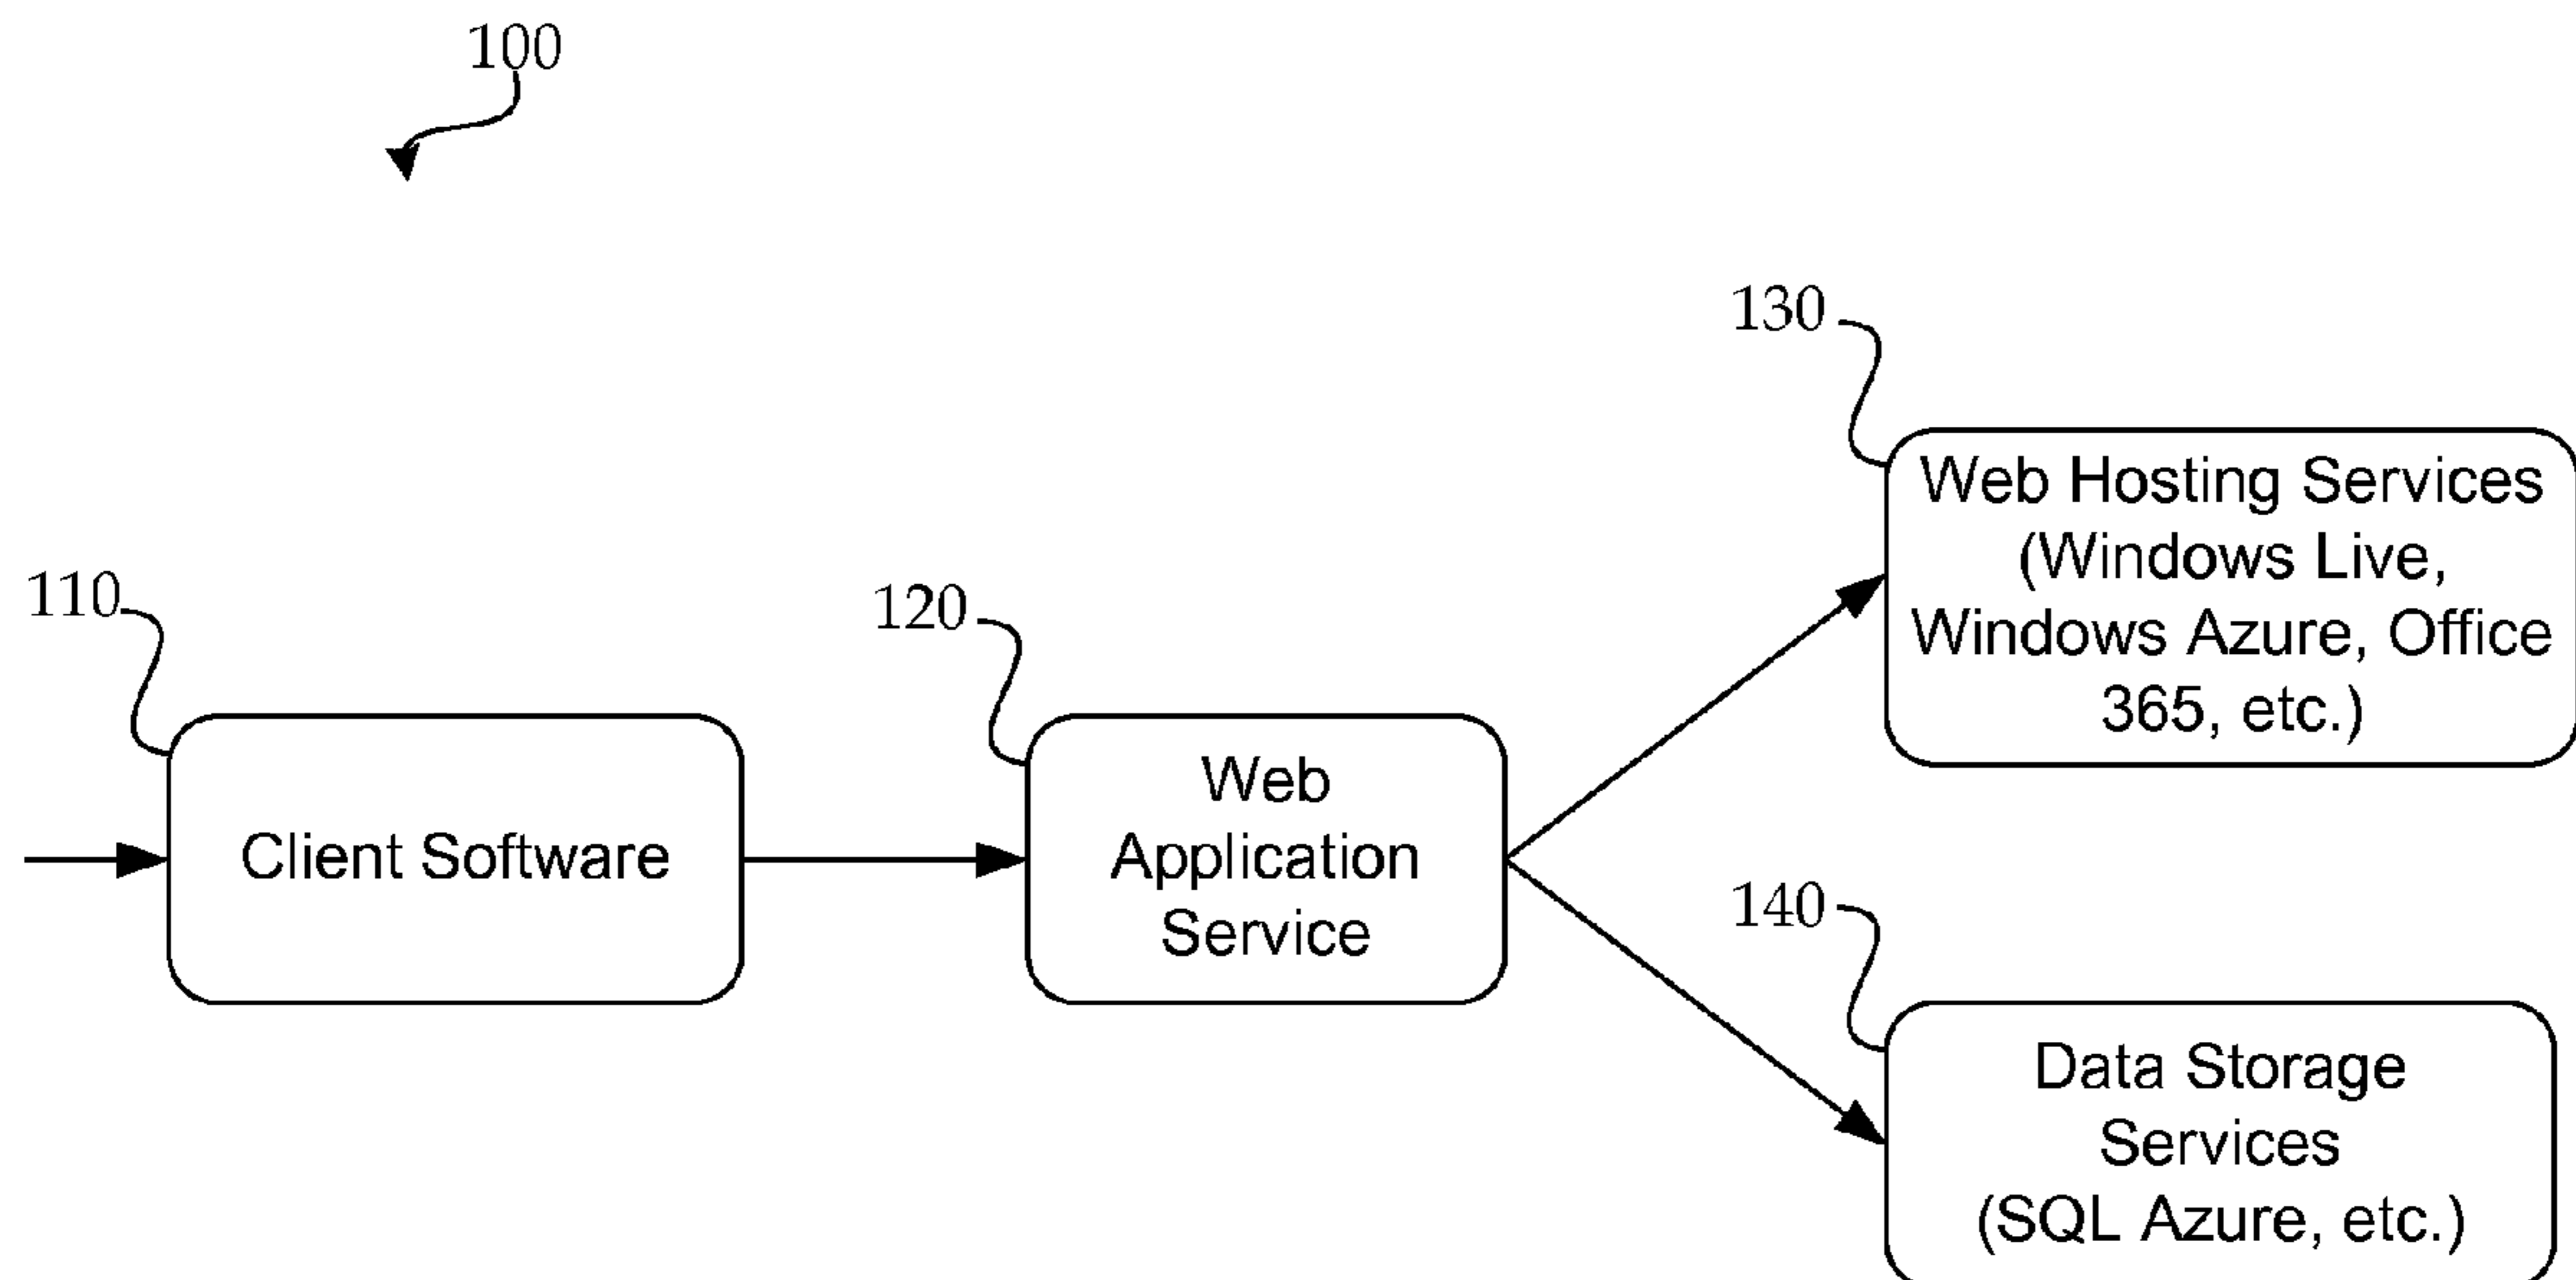 100
130
Web Hosting Services
(Windows Live,
Windows Azure, Office
365, etc.)
110
Client Software
120
Web
Application
Service
140
Data Storage
Services
(SQL Azure, etc.)